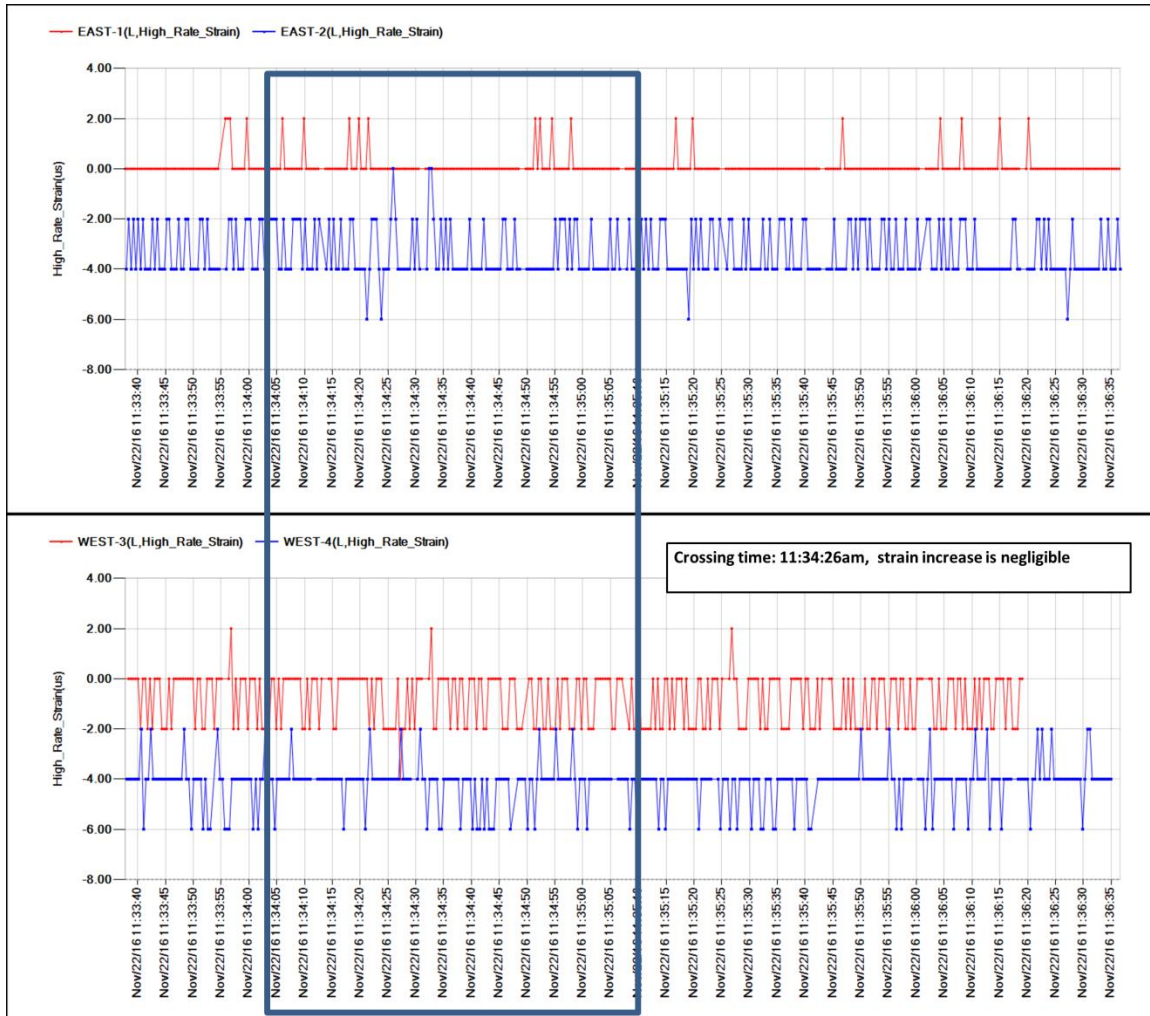 EAST-1(L,High_Rate_Strain) EAST-2(L,High_Rate_Strain)
4.00
2.00
0.00
-2.00
-4.00
-6.00
-8.00
High_Rate_Strain(us)
Nov/22/16 11:33:40
Nov/22/16 11:33:45
Nov/22/16 11:33:50
Nov/22/16 11:33:55
Nov/22/16 11:34:00
Nov/22/16 11:34:05
Nov/22/16 11:34:10
Nov/22/16 11:34:15
Nov/22/16 11:34:20
Nov/22/16 11:34:25
Nov/22/16 11:34:30
Nov/22/16 11:34:35
Nov/22/16 11:34:40
Nov/22/16 11:34:45
Nov/22/16 11:34:50
Nov/22/16 11:34:55
Nov/22/16 11:35:00
Nov/22/16 11:35:05
Nov/22/16 11:35:10
Nov/22/16 11:35:15
Nov/22/16 11:35:20
Nov/22/16 11:35:25
Nov/22/16 11:35:30
Nov/22/16 11:35:35
Nov/22/16 11:35:40
Nov/22/16 11:35:45
Nov/22/16 11:35:50
Nov/22/16 11:35:55
Nov/22/16 11:36:00
Nov/22/16 11:36:05
Nov/22/16 11:36:10
Nov/22/16 11:36:15
Nov/22/16 11:36:20
Nov/22/16 11:36:25
Nov/22/16 11:36:30
Nov/22/16 11:36:35
WEST-3(L,High_Rate_Strain) WEST-4(L,High_Rate_Strain)
Crossing time: 11:34:26am, strain increase is negligible
4.00
2.00
0.00
-2.00
-4.00
-6.00
-8.00
High_Rate_Strain(us)
Nov/22/16 11:33:40
Nov/22/16 11:33:45
Nov/22/16 11:33:50
Nov/22/16 11:33:55
Nov/22/16 11:34:00
Nov/22/16 11:34:05
Nov/22/16 11:34:10
Nov/22/16 11:34:15
Nov/22/16 11:34:20
Nov/22/16 11:34:25
Nov/22/16 11:34:30
Nov/22/16 11:34:35
Nov/22/16 11:34:40
Nov/22/16 11:34:45
Nov/22/16 11:34:50
Nov/22/16 11:34:55
Nov/22/16 11:35:00
Nov/22/16 11:35:05
Nov/22/16 11:35:10
Nov/22/16 11:35:15
Nov/22/16 11:35:20
Nov/22/16 11:35:25
Nov/22/16 11:35:30
Nov/22/16 11:35:35
Nov/22/16 11:35:40
Nov/22/16 11:35:45
Nov/22/16 11:35:50
Nov/22/16 11:35:55
Nov/22/16 11:36:00
Nov/22/16 11:36:05
Nov/22/16 11:36:10
Nov/22/16 11:36:15
Nov/22/16 11:36:20
Nov/22/16 11:36:25
Nov/22/16 11:36:30
Nov/22/16 11:36:35